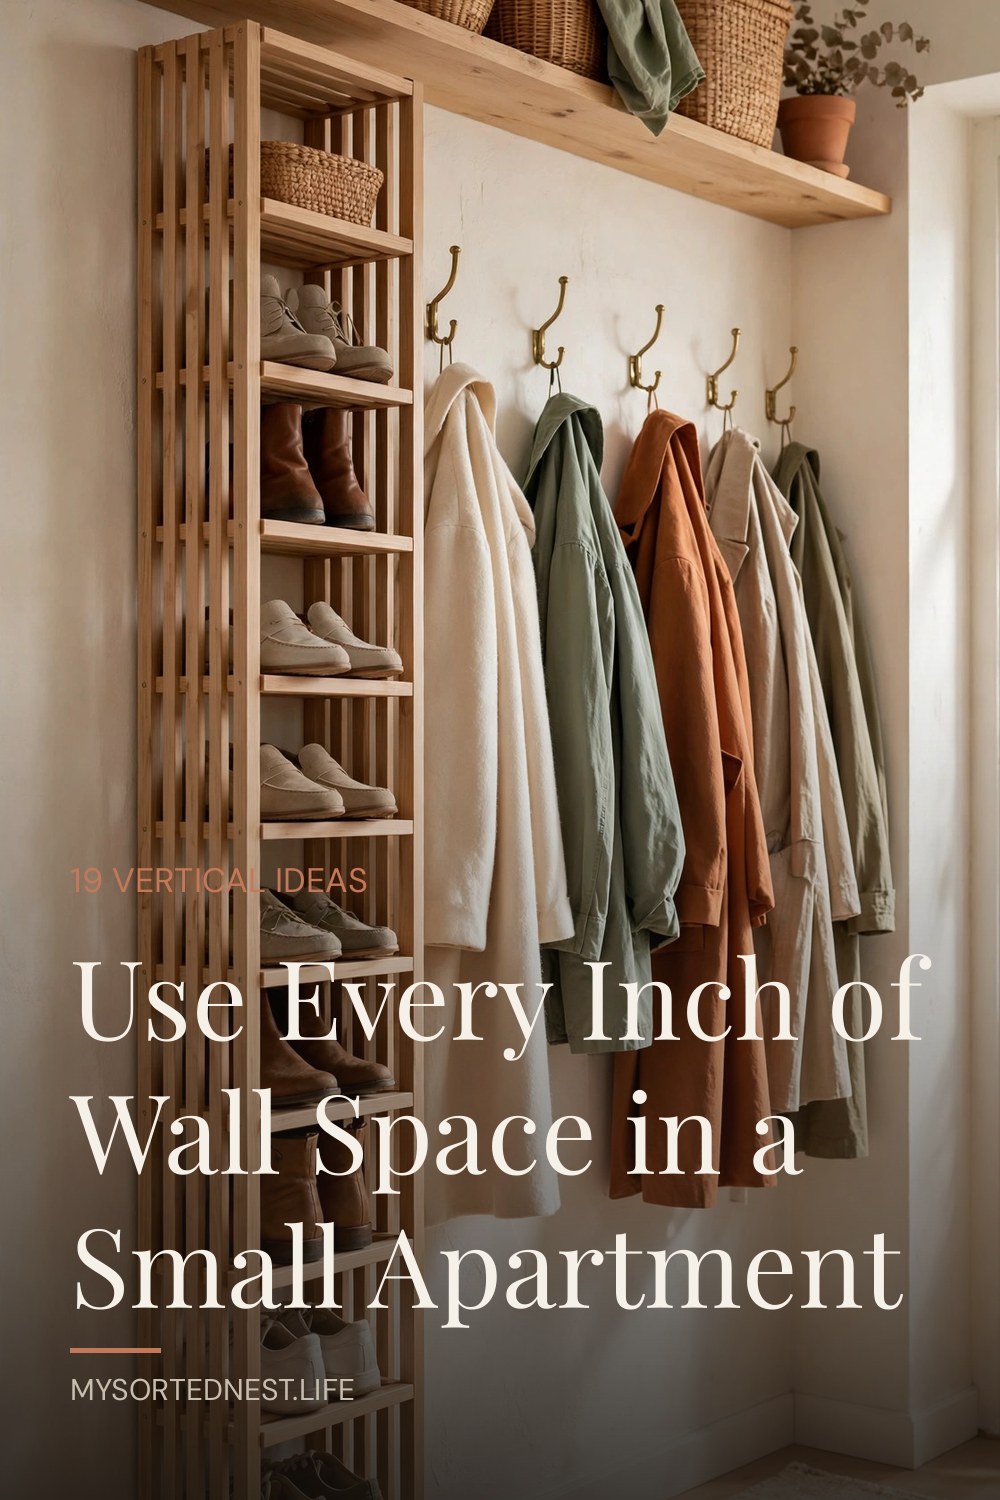 19 VERTICAL IDEAS
Use Every Inch of
Wall Space in a
Small Apartment
MYSORTEDNEST.LIFE